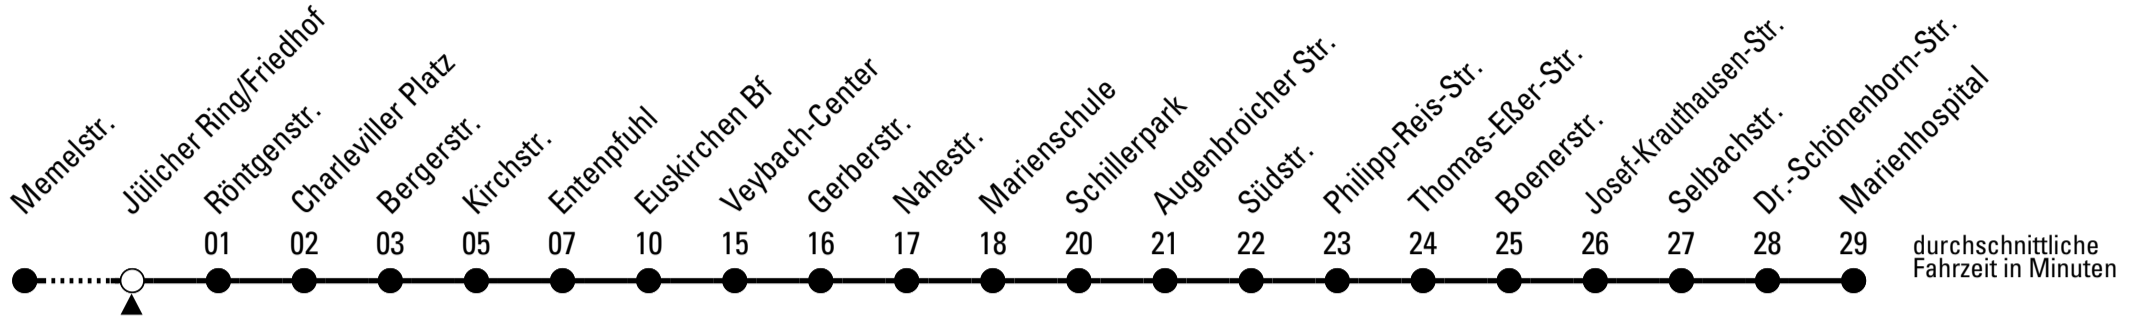 Memelstr.
Jülicher Ring/Friedhof
Röntgenstr.
Charleviller Platz
Bergerstr.
Kirchstr.
Entenpfuhl
Euskirchen Bf
Veybach-Center
Gerberstr.
Nahestr.
Marienschule
Schillerpark
Augenbroicher Str.
Südstr.
Philipp-Reis-Str.
Thomas-Eßer-Str.
Boenerstr.
Josef-Krauthausen-Str.
Selbachstr.
Dr.-Schönenborn-Str.
Marienhospital
01 02 03 05 07 10 15 16 17 18 20 21 22 23 24 25 26 27 28 29
durchschnittliche
Fahrzeit in Minuten